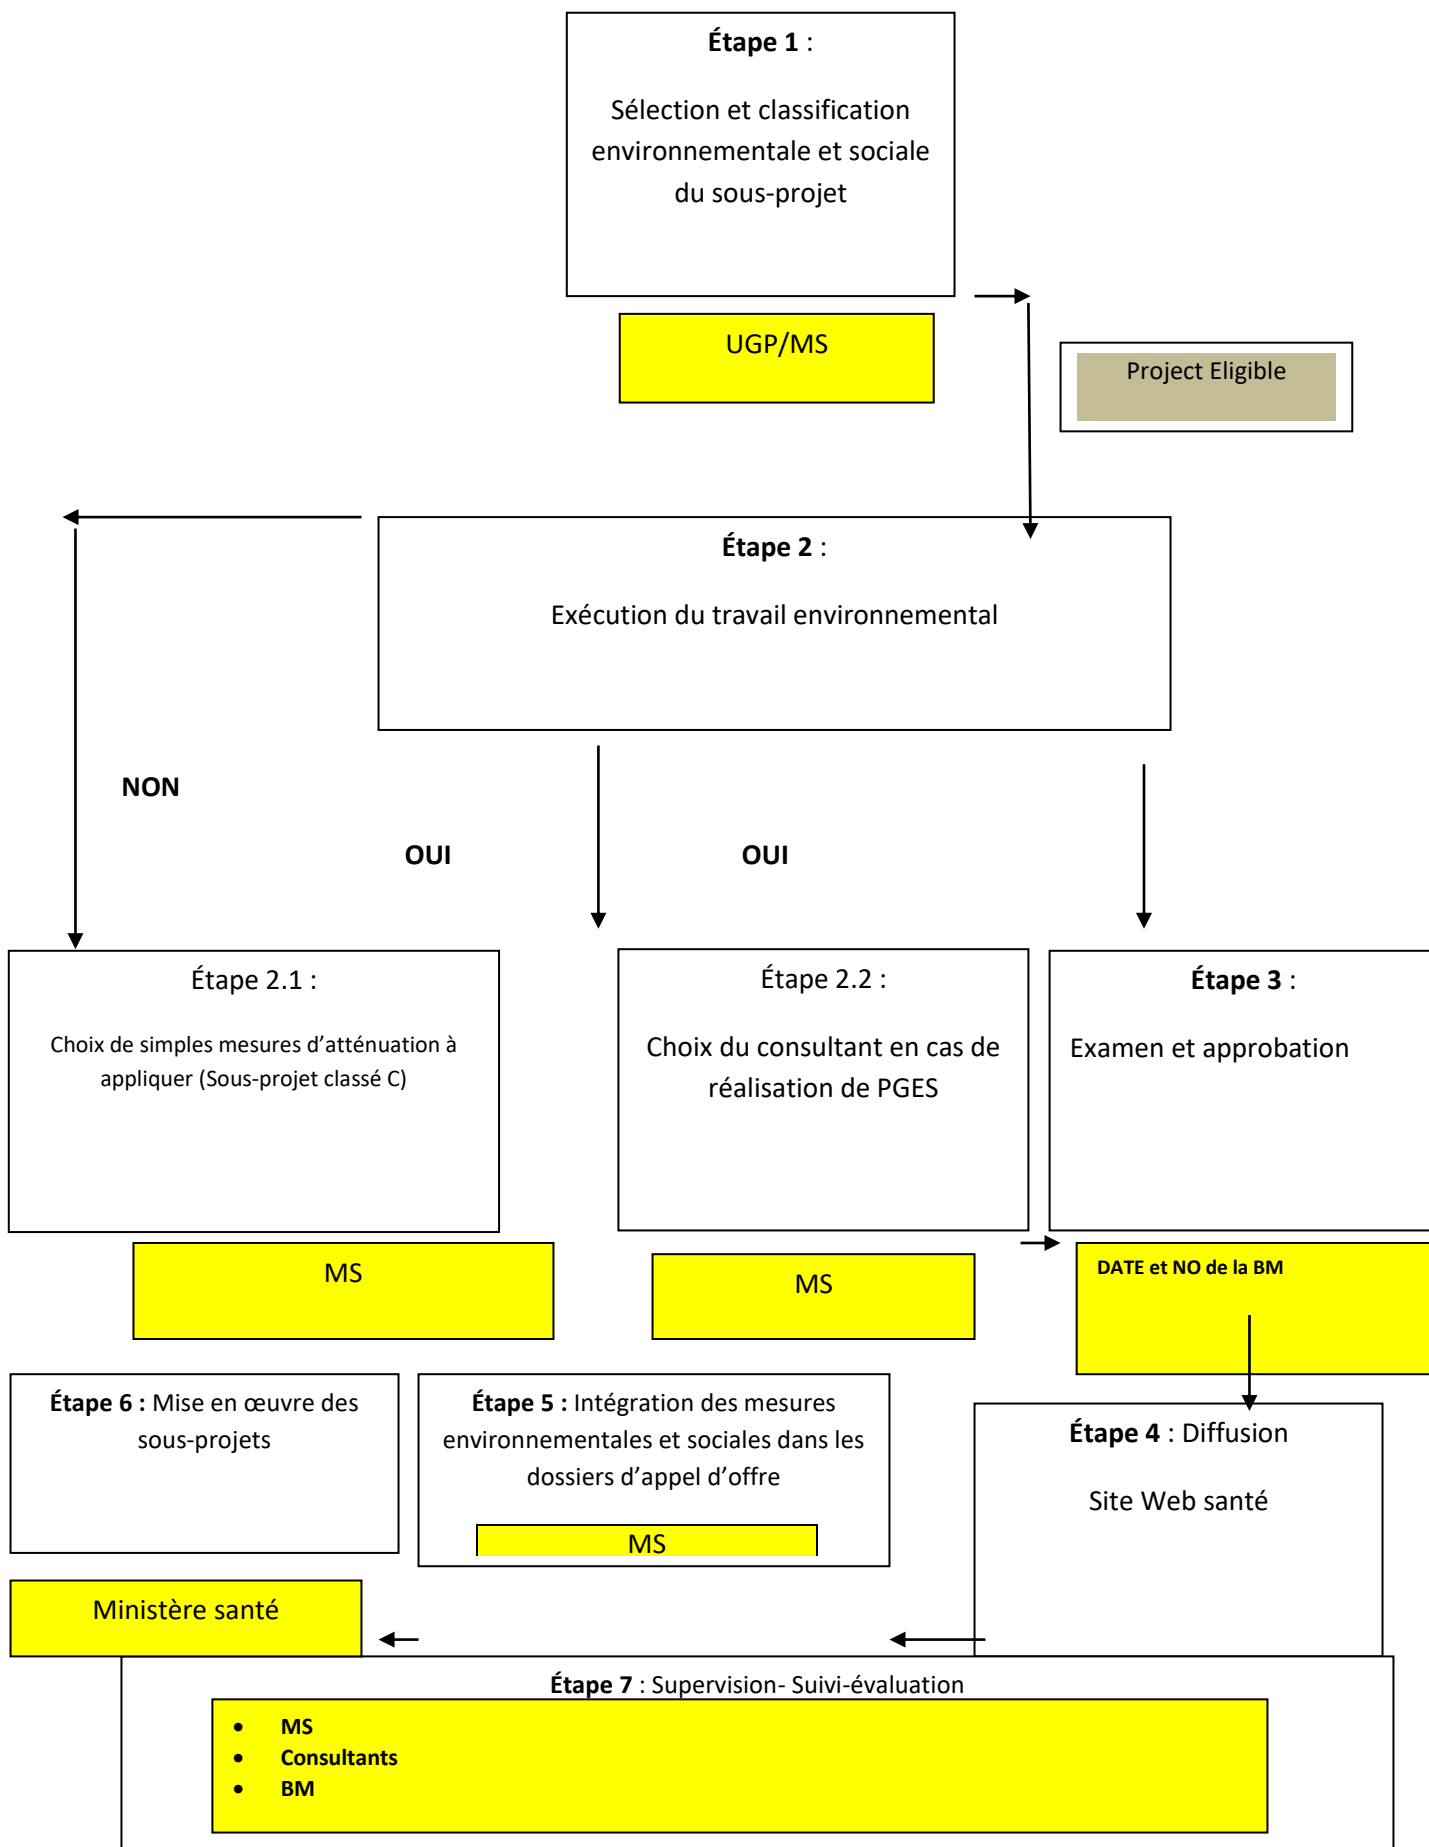 Étape 1 :
Sélection et classification
environnementale et sociale
du sous-projet
UGP/MS
Project Eligible
Étape 2 :
Exécution du travail environnemental
NON
OUI
OUI
Étape 2.1 :
Choix de simples mesures d’atténuation à
appliquer (Sous-projet classé C)
MS
Étape 2.2 :
Choix du consultant en cas de
réalisation de PGES
MS
Étape 3 :
Examen et approbation
DATE et NO de la BM
Étape 6 : Mise en œuvre des
sous-projets
Ministère santé
Étape 5 : Intégration des mesures
environnementales et sociales dans les
dossiers d’appel d’offre
MS
Étape 4 : Diffusion
Site Web santé
Étape 7 : Supervision- Suivi-évaluation
• MS
• Consultants
• BM